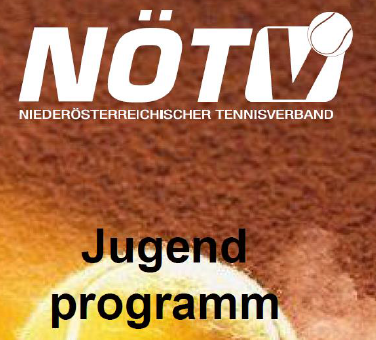 NÖTV
NIEDERÖSTERREICHISCHER TENNISVERBAND
Jugend
programm